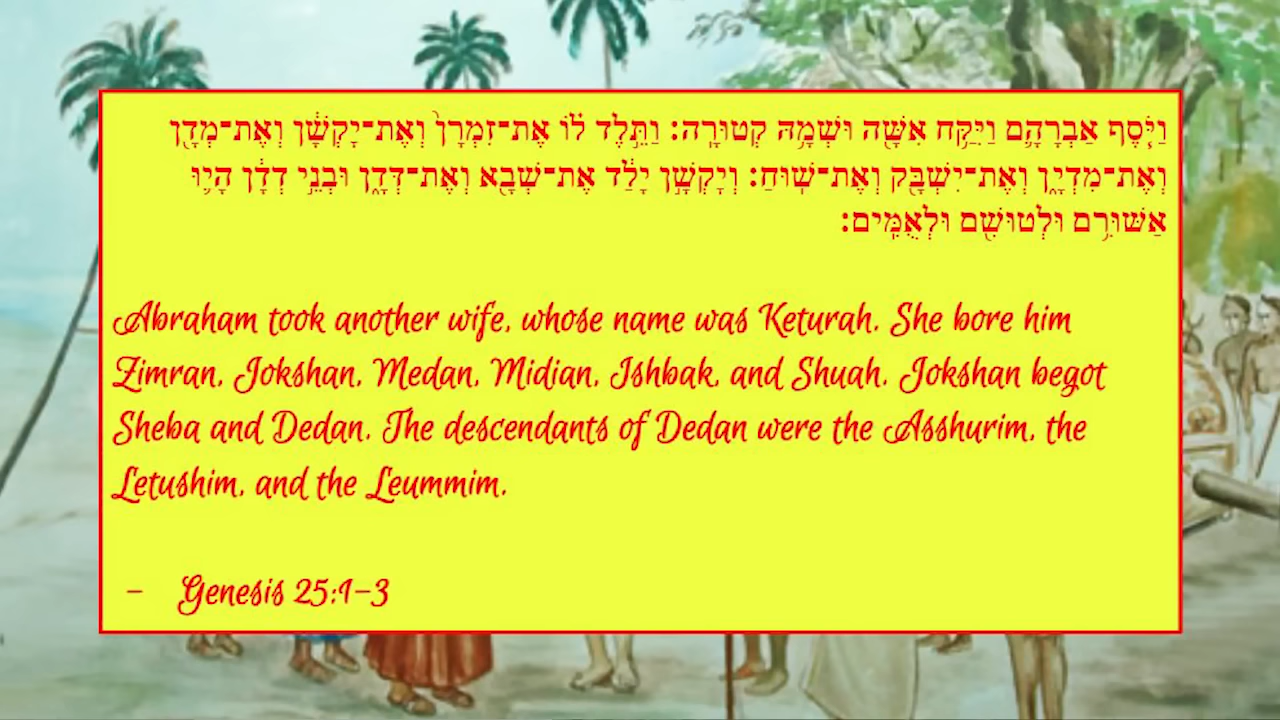 וַיֹּ֧סֶף אַבְרָהָ֛ם וַיִּקַּ֥ח אִשָּׁ֖ה וּשְׁמָ֥הּ קְטוּרָֽה׃ וַתֵּ֣לֶד ל֗וֹ אֶת־זִמְרָן֙ וְאֶת־יׇקְשָׁ֔ן וְאֶת־מְדָ֖ן
וְאֶת־מִדְיָ֑ן וְאֶת־יִשְׁבָּ֖ק וְאֶת־שֽׁוּחַ׃ וְיׇקְשָׁ֣ן יָלַ֔ד אֶת־שְׁבָ֖א וְאֶת־דְּדָ֑ן וּבְנֵ֣י דְדָ֔ן הָי֛וּ
אַשּׁוּרִ֥ם וּלְטוּשִׁ֖ם וּלְאֻמִּֽים׃
Abraham took another wife, whose name was Keturah. She bore him
Zimran, Jokshan, Medan, Midian, Ishbak, and Shuah. Jokshan begot
Sheba and Dedan. The descendants of Dedan were the Asshurim, the
Letushim, and the Leummim.
– Genesis 25:1–3